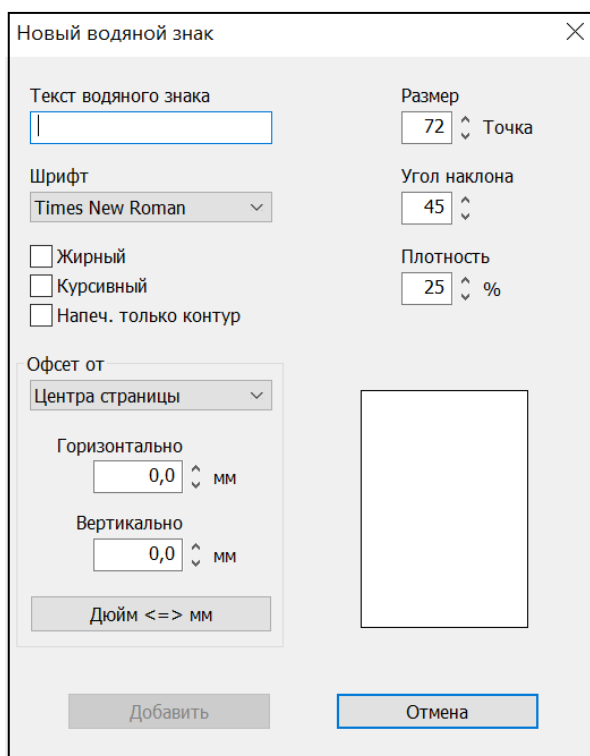 Новый водяной знак
Текст водяного знака
Размер
72 Точка
Шрифт
Times New Roman
Угол наклона
45
Жирный
Курсивный
Напеч. только контур
Плотность
25 %
Офсет от
Центра страницы
Горизонтально
0,0 мм
Вертикально
0,0 мм
Дюйм <=> мм
Добавить
Отмена